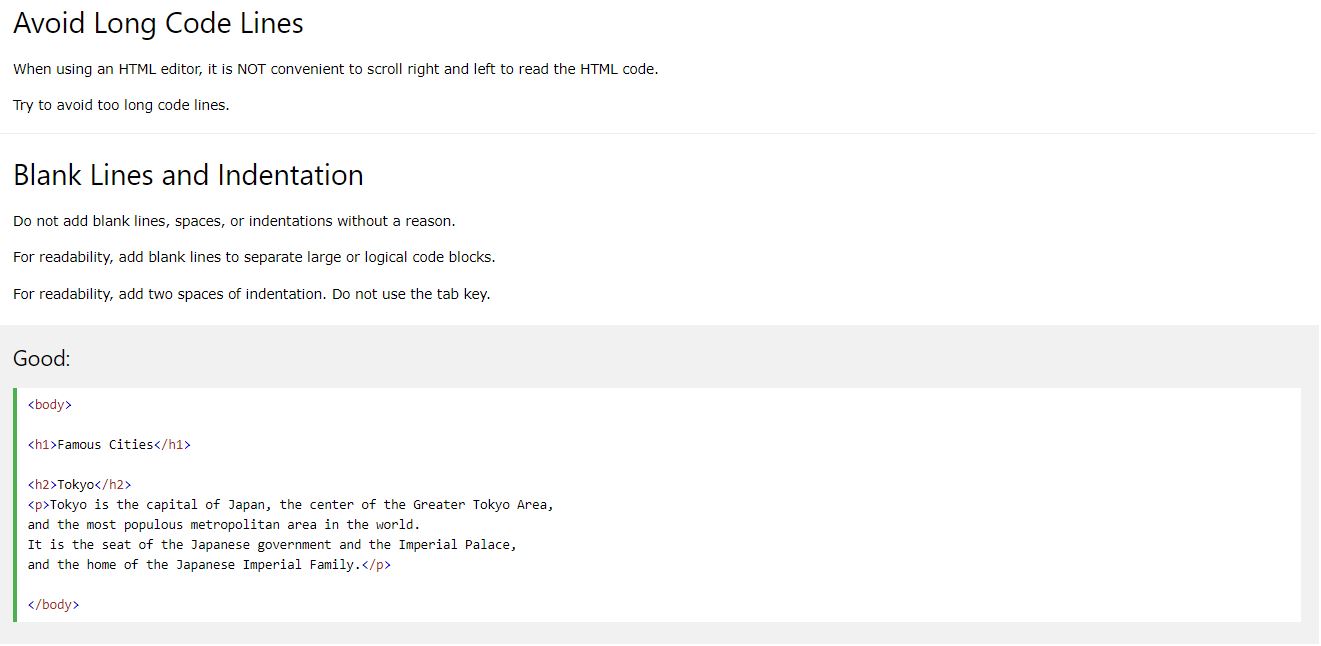 Avoid Long Code Lines
When using an HTML editor, it is NOT convenient to scroll right and left to read the HTML code.
Try to avoid too long code lines.
Blank Lines and Indentation
Do not add blank lines, spaces, or indentations without a reason.
For readability, add blank lines to separate large or logical code blocks.
For readability, add two spaces of indentation. Do not use the tab key.
Good:
<body>
<h1>Famous Cities</h1>
<h2>Tokyo</h2>
<p>Tokyo is the capital of Japan, the center of the Greater Tokyo Area,
and the most populous metropolitan area in the world.
It is the seat of the Japanese government and the Imperial Palace,
and the home of the Japanese Imperial Family.</p>
</body>